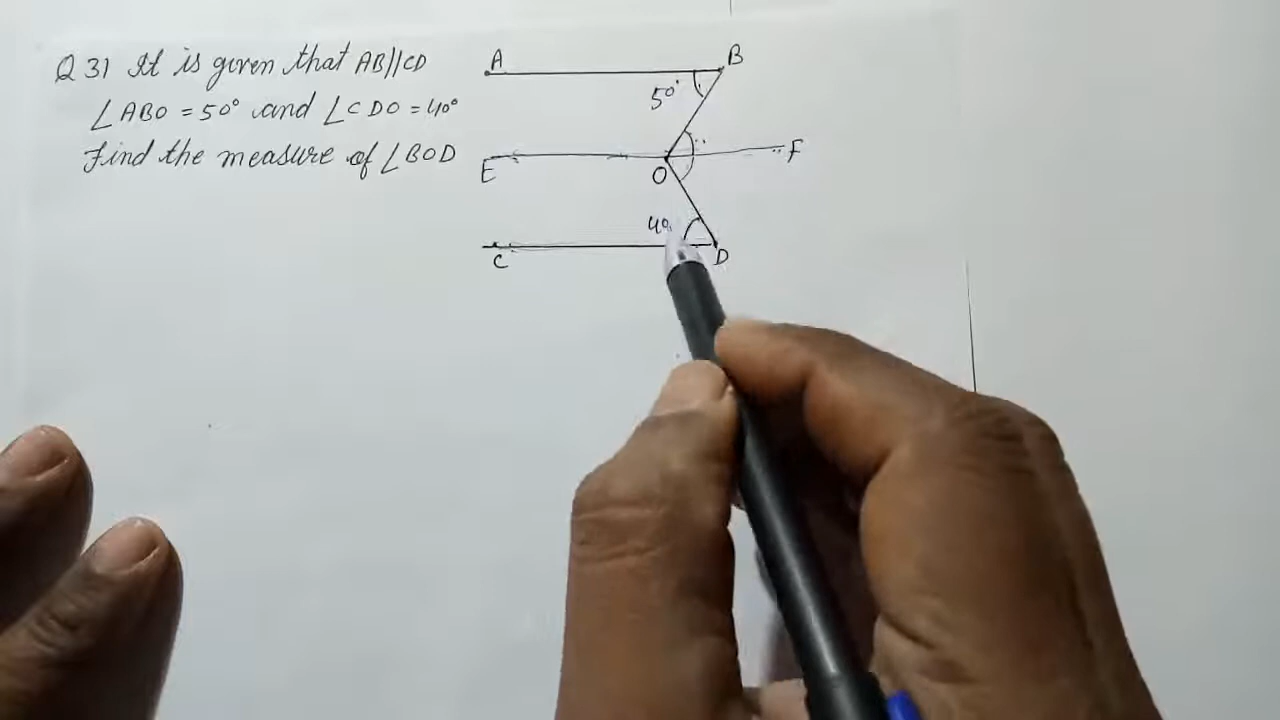 Q 31 It is given that AB//CD
∠ABO = 50° and ∠CDO = 40°
Find the measure of ∠BOD
A
B
50°
E
O
F
40
C
D